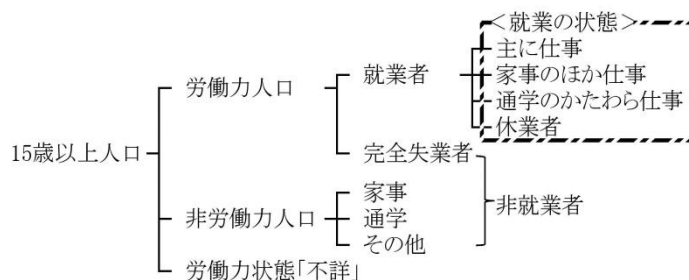 <就業の状態>
主に仕事
労働力人口
就業者
家事のほか仕事
通学のかたわら仕事
休業者
15歳以上人口
完全失業者
家事
非労働力人口
通学
非就業者
その他
労働力状態「不詳」